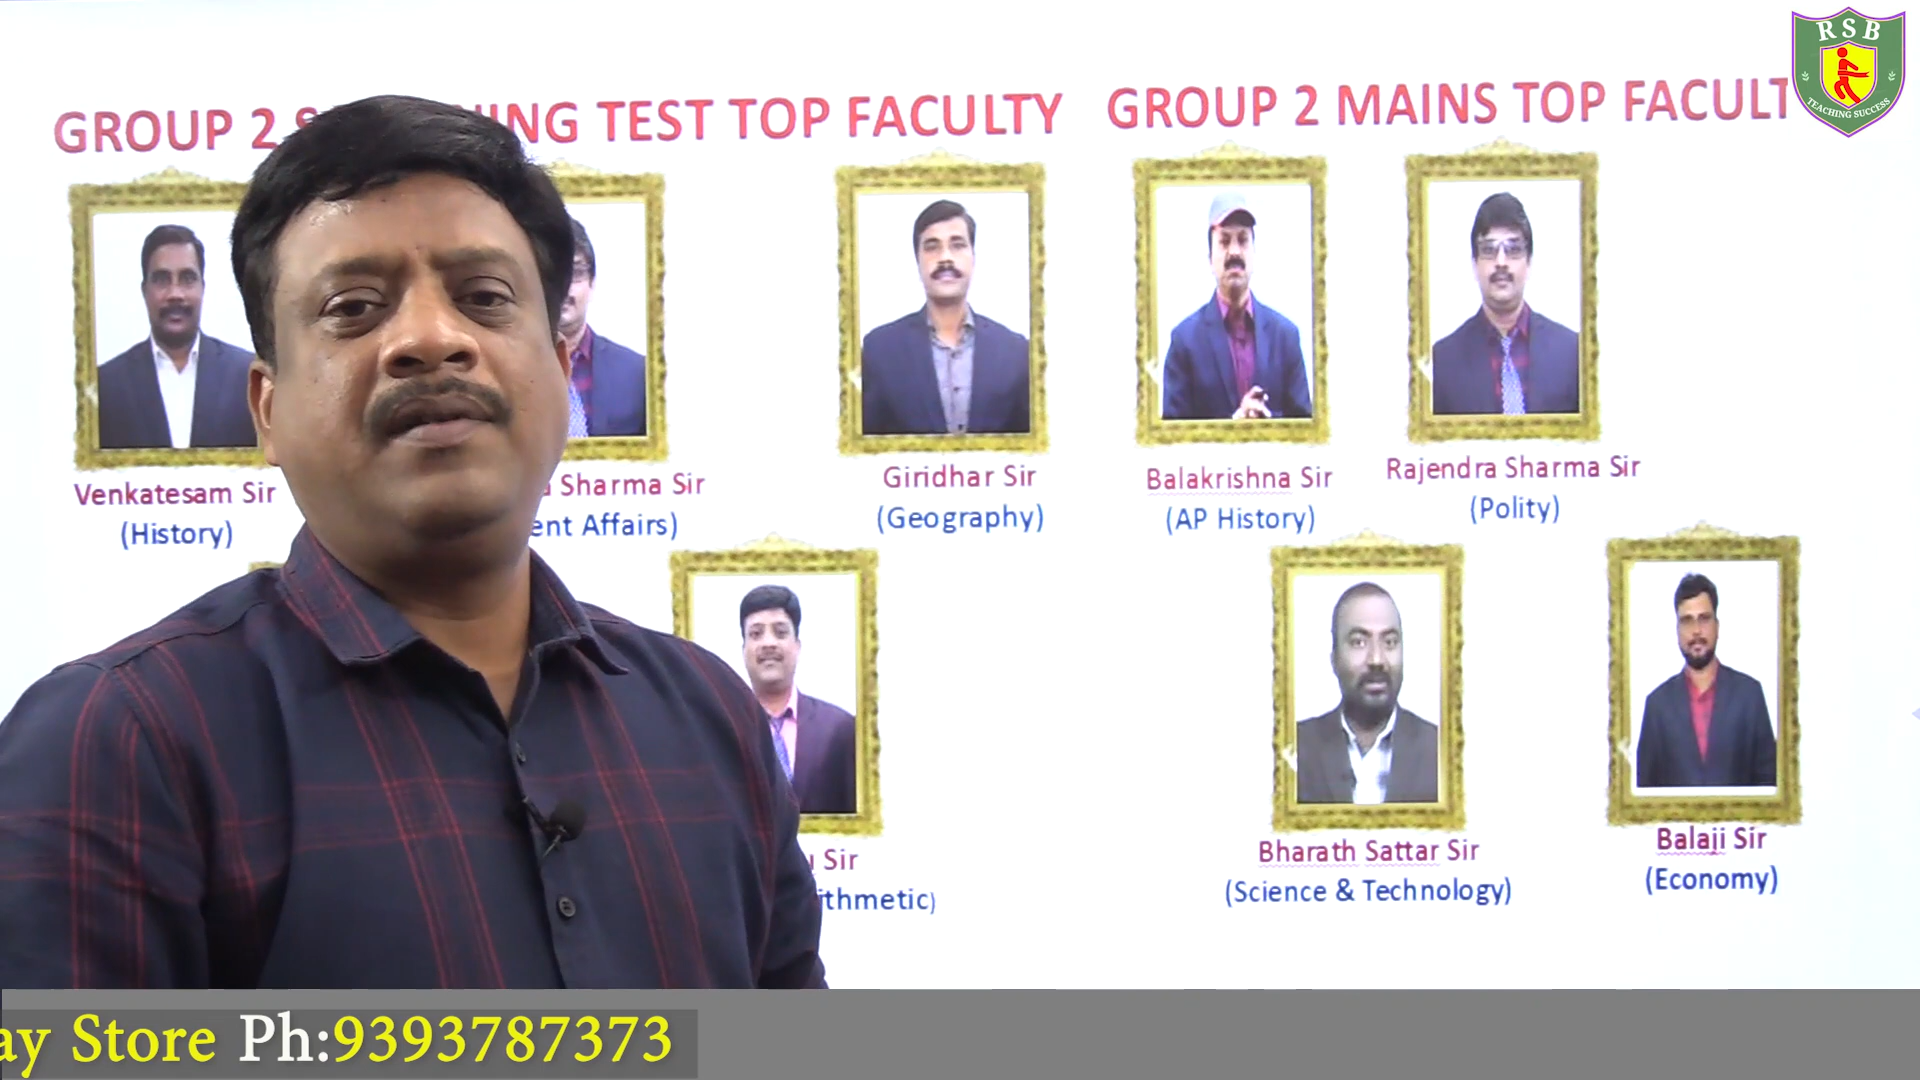 RSB
TEACHING SUCCESS
GROUP 2 TEST TOP FACULTY
GROUP 2 MAINS TOP
Venkatesam Sir
(History)
Sharma Sir
Affairs)
Giridhar Sir
(Geography)
Balakrishna Sir
(AP History)
Rajendra Sharma Sir
(Polity)
Sir
Bharath Sattar Sir
(Science & Technology)
Balaji Sir
(Economy)
Store Ph:9393787373